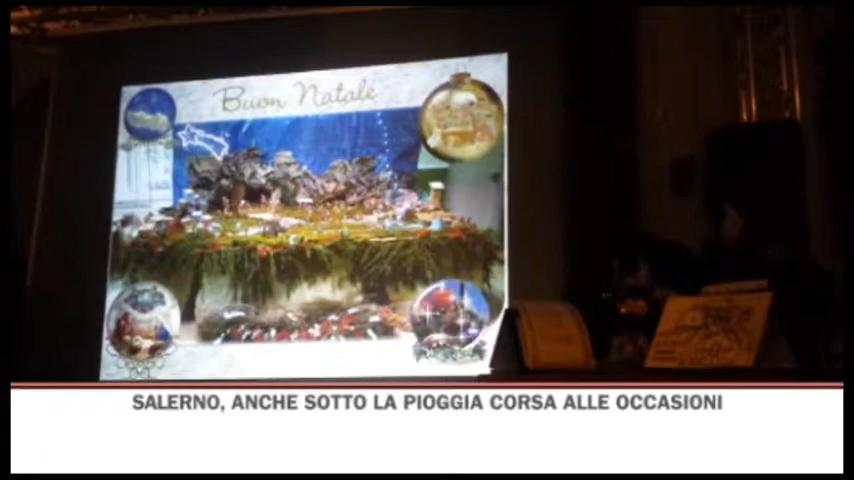 Buon Natale
SALERNO, ANCHE SOTTO LA PIOGGIA CORSA ALLE OCCASIONI